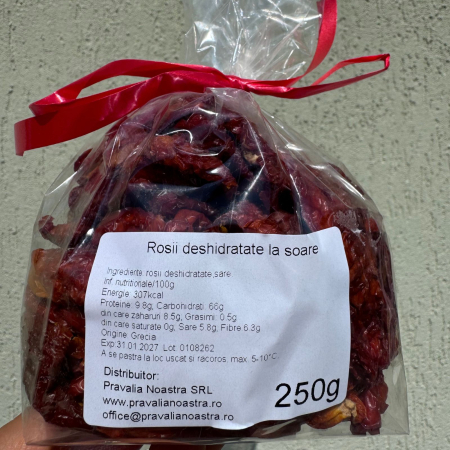 Rosii deshidratate la soare
Ingrediente: rosii deshidratate,sare
Inf. nutritionale/100g
Energie: 307kcal
Proteine: 9.8g, Carbohidrati: 66g
din care zaharuri 8.5g, Grasimi: 0.5g
din care saturate 0g, Sare 5.8g, Fibre 6.3g
Origine: Grecia
Exp:31.01.2027 Lot: 0108262
A se pastra la loc uscat si racoros, max. 5-10°C
Distribuitor:
Pravalia Noastra SRL
www.pravalianoastra.ro
office@pravalianoastra.ro
250g